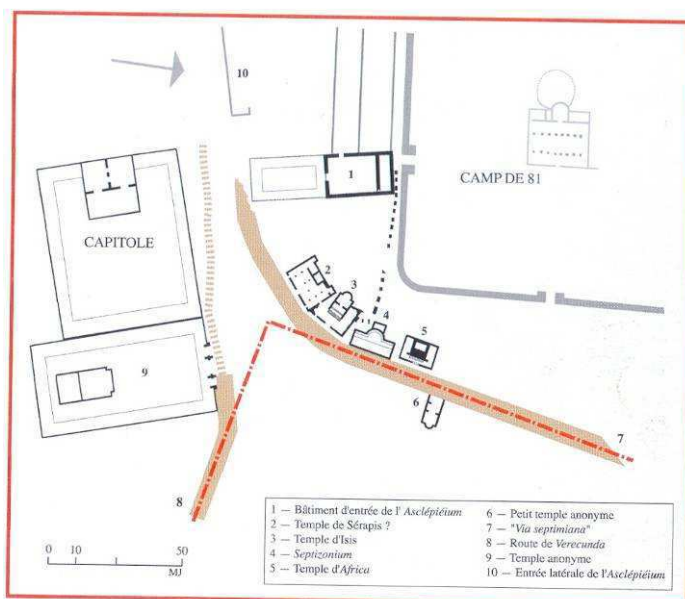 10
1
CAMP DE 81
CAPITOLE
2
3
4
5
9
6
7
8
0 10 50
MJ
1 — Bâtiment d'entrée de l' Asclépiéium
2 — Temple de Sérapis ?
3 — Temple d'Isis
4 — Septizonium
5 — Temple d'Africa
6 — Petit temple anonyme
7 — "Via septimiana"
8 — Route de Verecunda
9 — Temple anonyme
10 — Entrée latérale de l'Asclépiéium